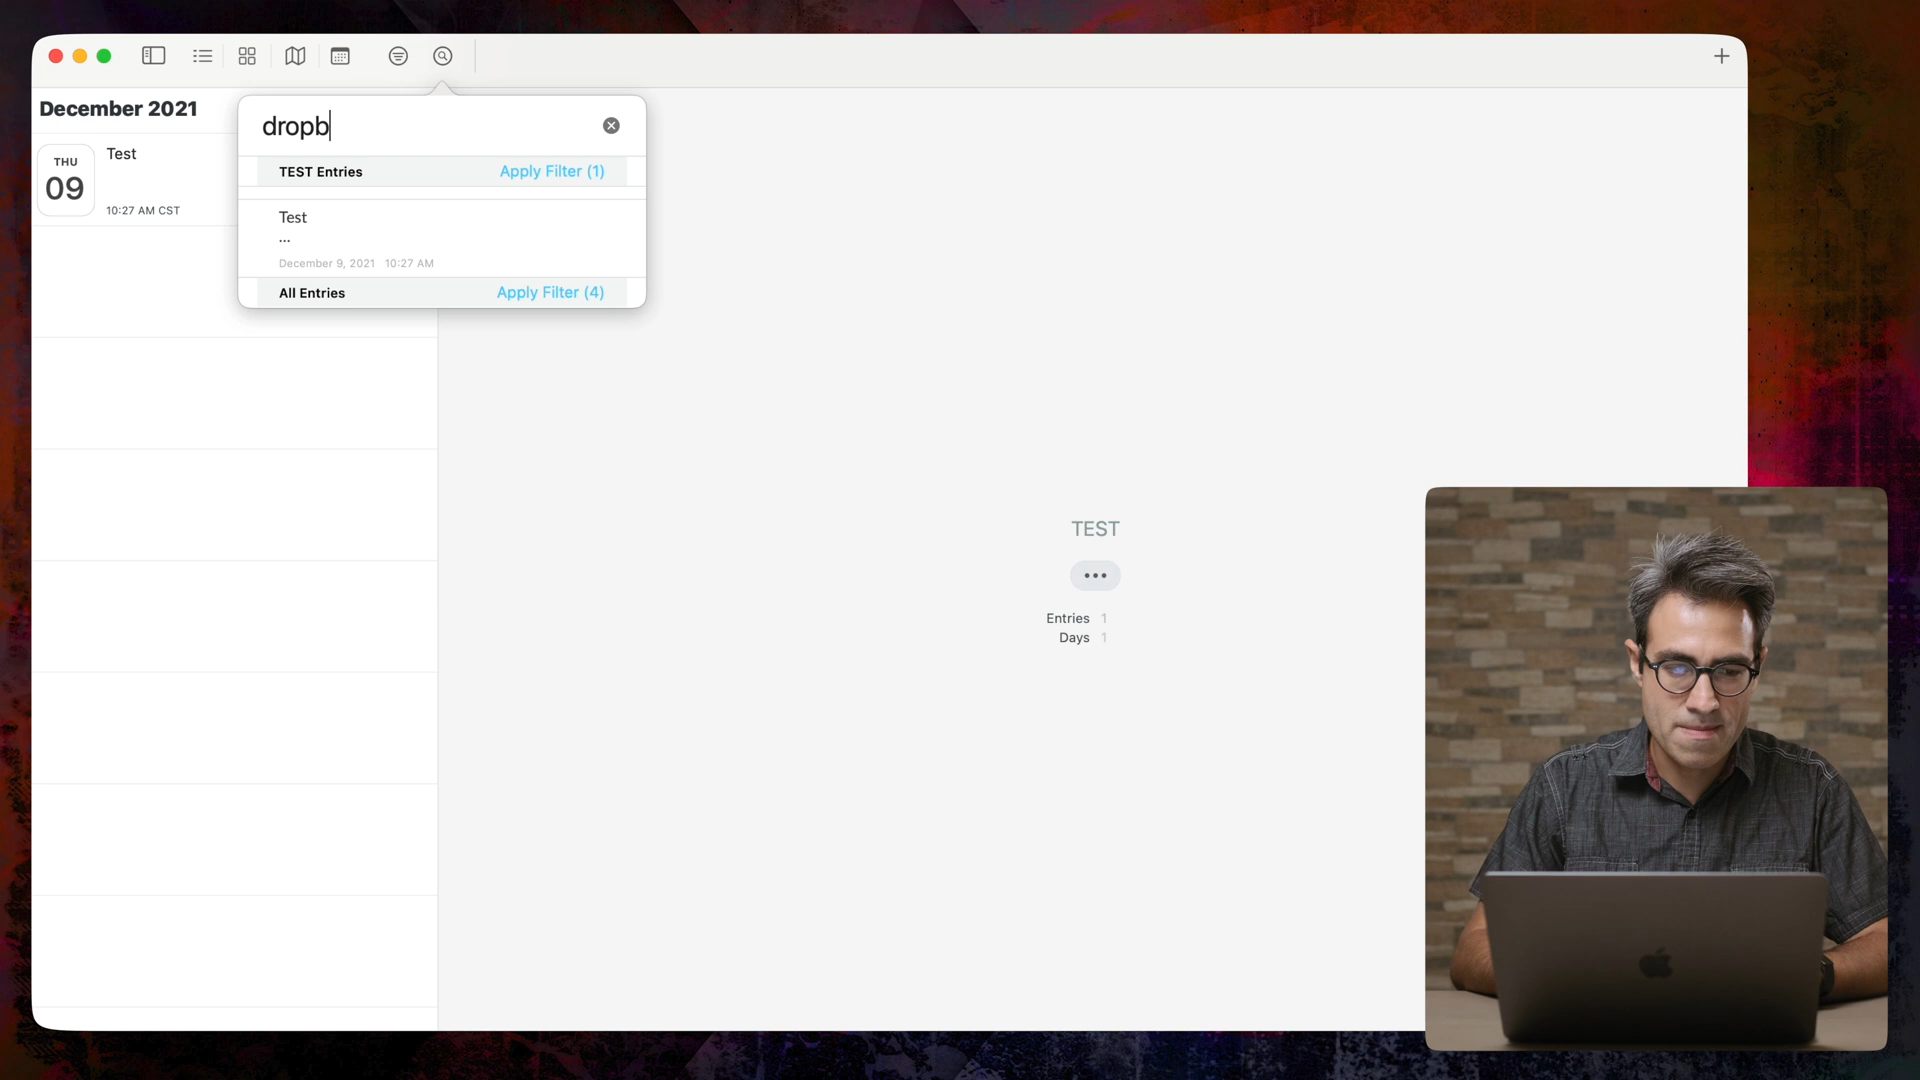 December 2021
THU
09
Test
10:27 AM CST
dropb
TEST Entries
Apply Filter (1)
Test
...
December 9, 2021 10:27 AM
All Entries
Apply Filter (4)
TEST
Entries 1
Days 1